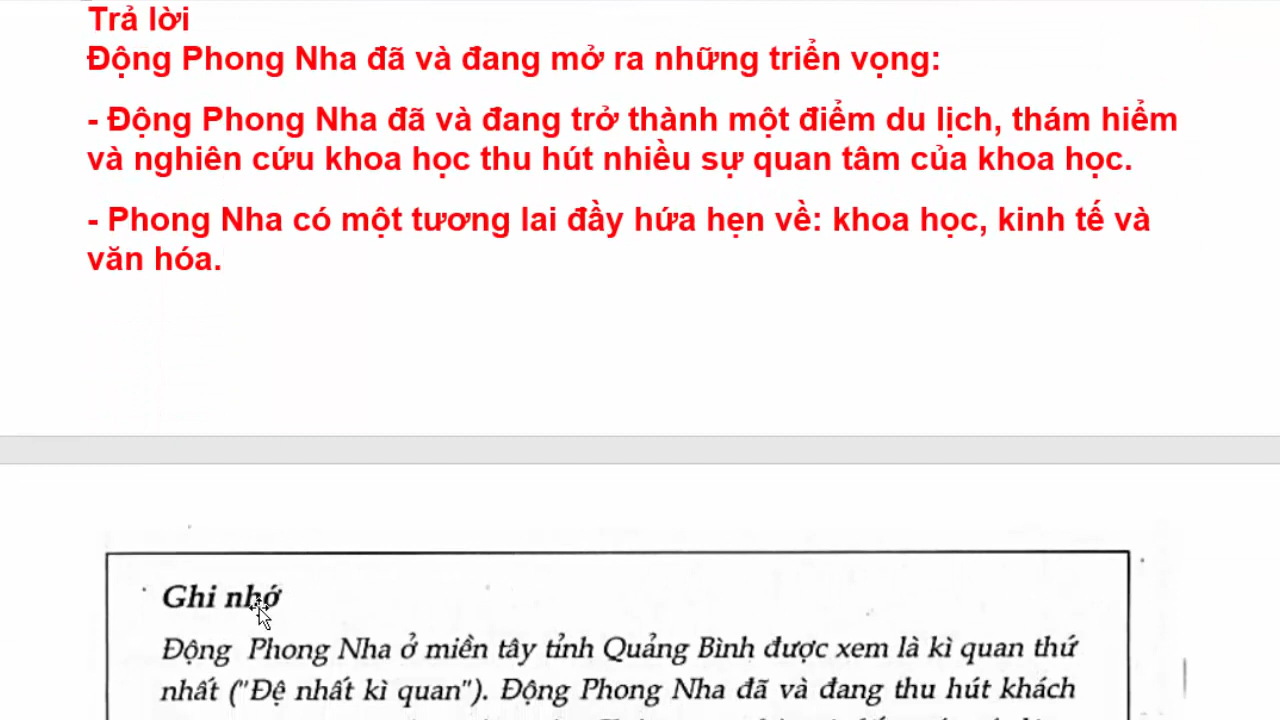 Trả lời
Động Phong Nha đã và đang mở ra những triển vọng:
- Động Phong Nha đã và đang trở thành một điểm du lịch, thám hiểm
và nghiên cứu khoa học thu hút nhiều sự quan tâm của khoa học.
- Phong Nha có một tương lai đầy hứa hẹn về: khoa học, kinh tế và
văn hóa.
Ghi nhớ
Động Phong Nha ở miền tây tỉnh Quảng Bình được xem là kì quan thứ
nhất ("Đệ nhất kì quan"). Động Phong Nha đã và đang thu hút khách